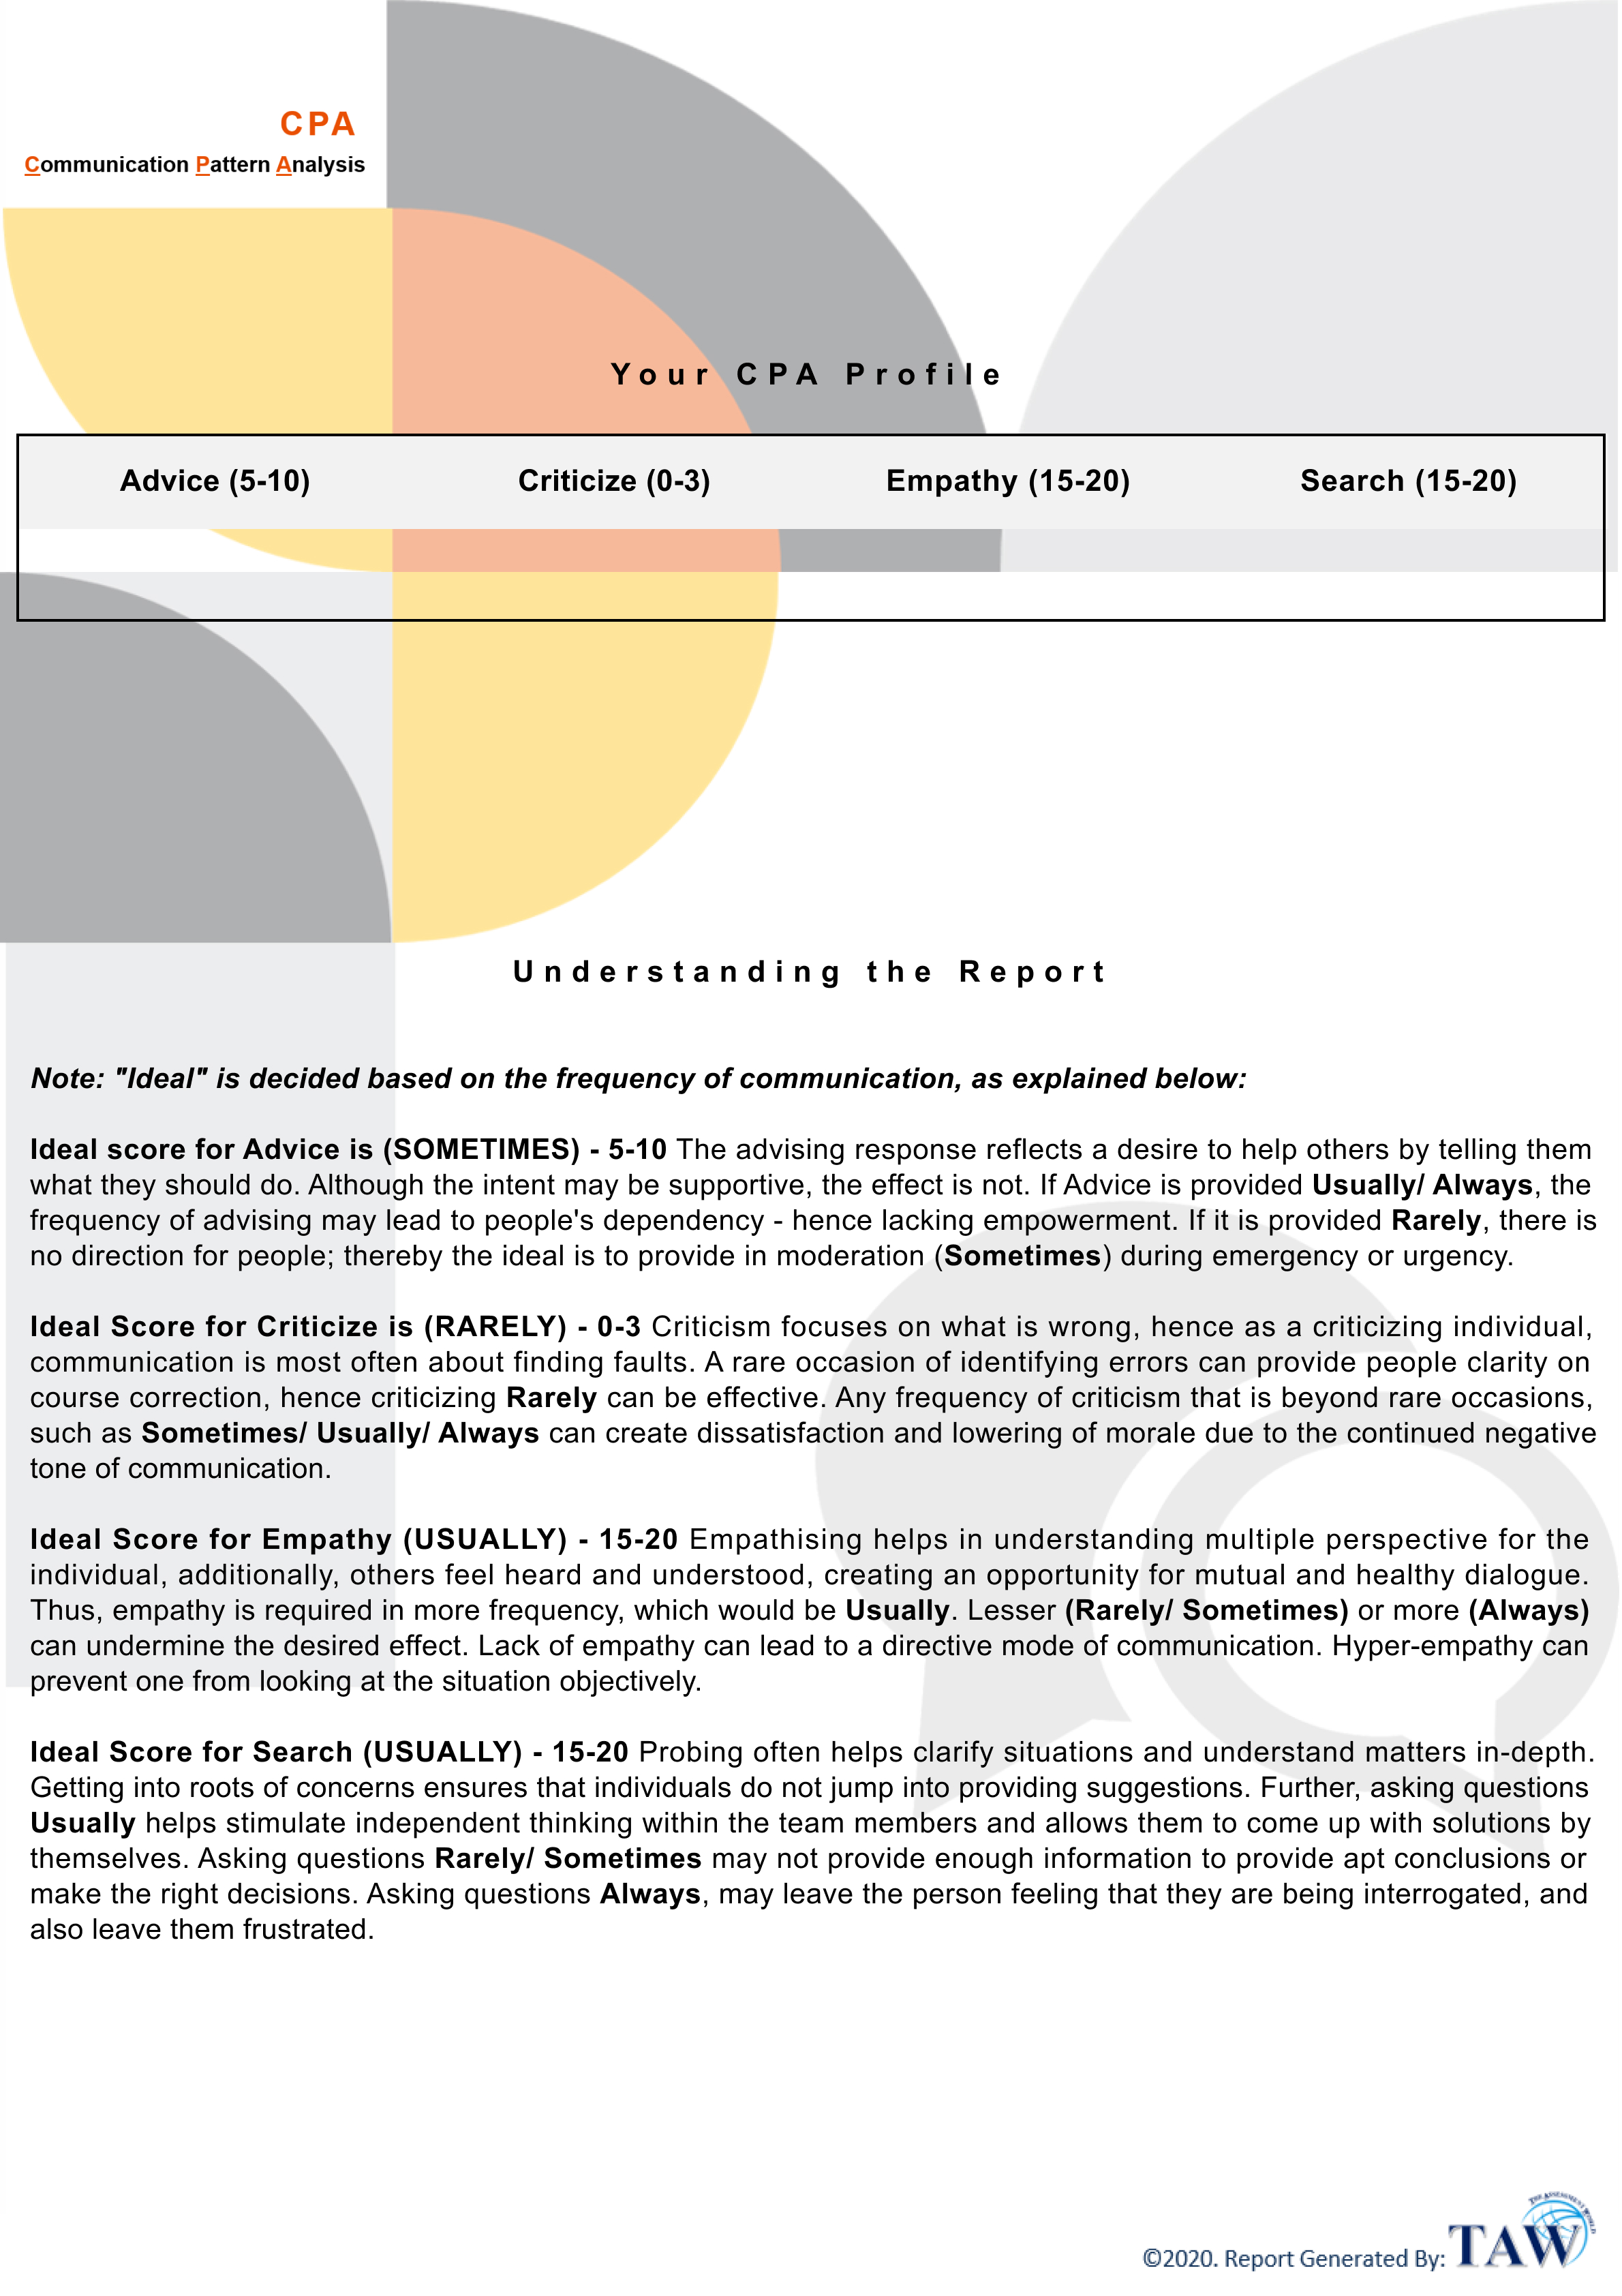 CPA
Communication Pattern Analysis
Your CPA Profile
Advice (5-10) Criticize (0-3) Empathy (15-20) Search (15-20)
Understanding the Report
Note: "Ideal" is decided based on the frequency of communication, as explained below:
Ideal score for Advice is (SOMETIMES) - 5-10 The advising response reflects a desire to help others by telling them
what they should do. Although the intent may be supportive, the effect is not. If Advice is provided Usually/ Always, the
frequency of advising may lead to people's dependency - hence lacking empowerment. If it is provided Rarely, there is
no direction for people; thereby the ideal is to provide in moderation (Sometimes) during emergency or urgency.
Ideal Score for Criticize is (RARELY) - 0-3 Criticism focuses on what is wrong, hence as a criticizing individual,
communication is most often about finding faults. A rare occasion of identifying errors can provide people clarity on
course correction, hence criticizing Rarely can be effective. Any frequency of criticism that is beyond rare occasions,
such as Sometimes/ Usually/ Always can create dissatisfaction and lowering of morale due to the continued negative
tone of communication.
Ideal Score for Empathy (USUALLY) - 15-20 Empathising helps in understanding multiple perspective for the
individual, additionally, others feel heard and understood, creating an opportunity for mutual and healthy dialogue.
Thus, empathy is required in more frequency, which would be Usually. Lesser (Rarely/ Sometimes) or more (Always)
can undermine the desired effect. Lack of empathy can lead to a directive mode of communication. Hyper-empathy can
prevent one from looking at the situation objectively.
Ideal Score for Search (USUALLY) - 15-20 Probing often helps clarify situations and understand matters in-depth.
Getting into roots of concerns ensures that individuals do not jump into providing suggestions. Further, asking questions
Usually helps stimulate independent thinking within the team members and allows them to come up with solutions by
themselves. Asking questions Rarely/ Sometimes may not provide enough information to provide apt conclusions or
make the right decisions. Asking questions Always, may leave the person feeling that they are being interrogated, and
also leave them frustrated.
©2020. Report Generated By:
THE ASSESSMENT WORLD
TAW